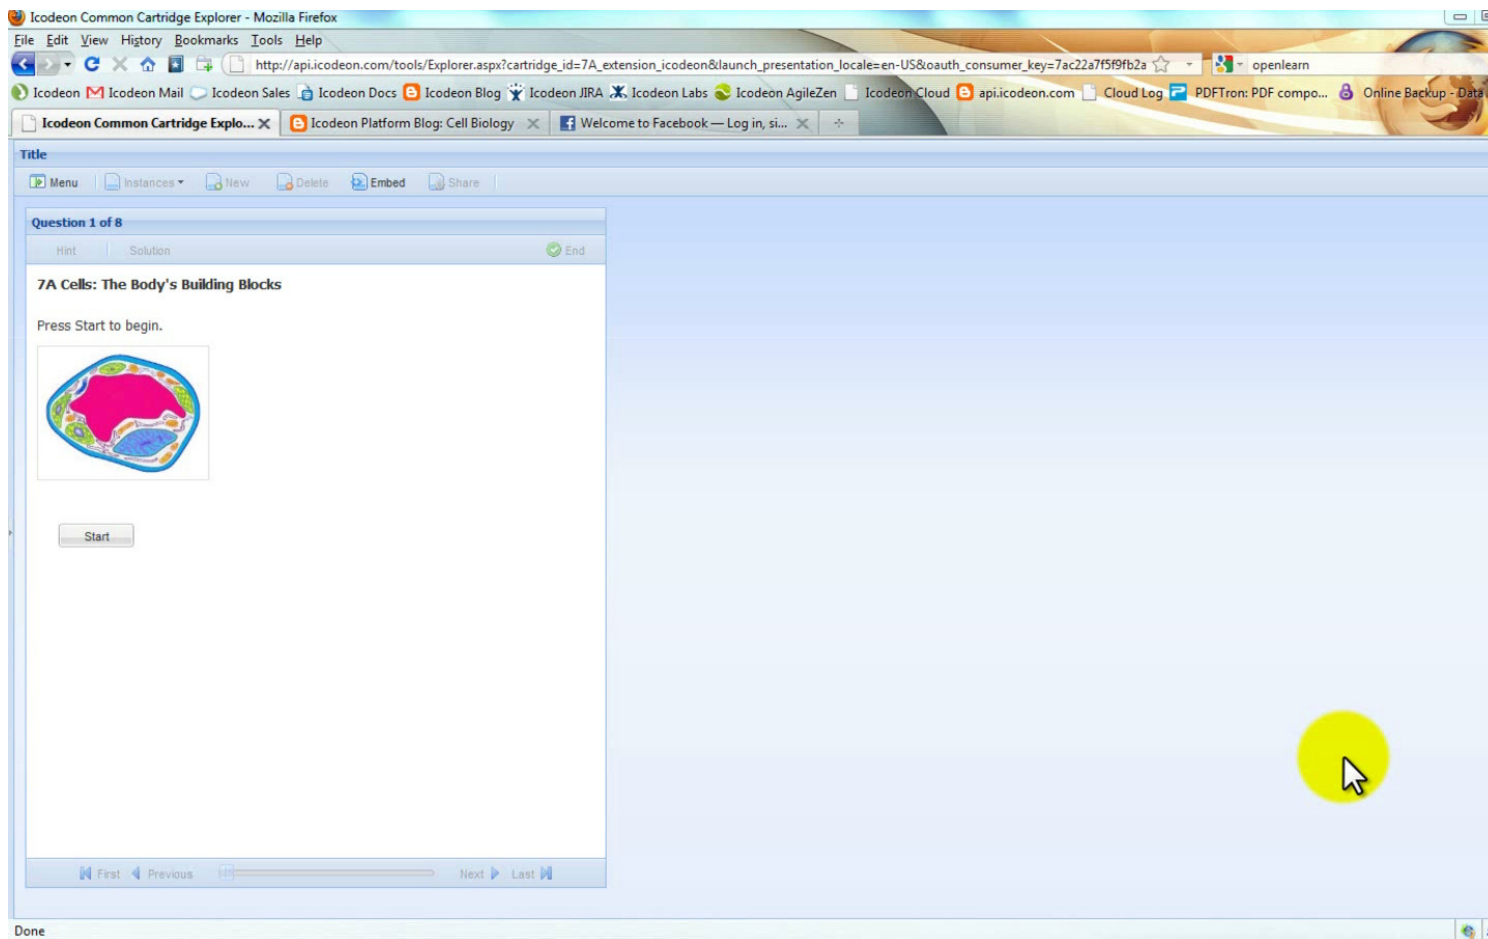 Icodeon Common Cartridge Explorer - Mozilla Firefox
File Edit View History Bookmarks Tools Help
http://api.icodeon.com/tools/Explorer.aspx?cartridge_id=7A_extension_icodeon&launch_presentation_locale=en-US&oauth_consumer_key=7ac22a7f5f9fb2a openlearn
Icodeon Icodeon Mail Icodeon Sales Icodeon Docs Icodeon Blog Icodeon JIRA Icodeon Labs Icodeon AgileZen Icodeon Cloud api.icodeon.com Cloud Log PDFTron: PDF compo... Online Backup - Data
Icodeon Common Cartridge Explo... Icodeon Platform Blog: Cell Biology Welcome to Facebook — Log in, si...
Title
Menu Instances New Delete Embed Share
Question 1 of 8
Hint Solution End
7A Cells: The Body's Building Blocks
Press Start to begin.
Start
First Previous Next Last
Done